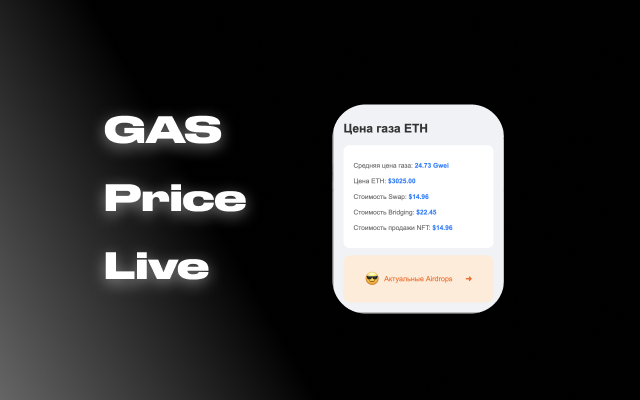 GAS
Price
Live
Цена газа ETH
Средняя цена газа: 24.73 Gwei
Цена ETH: $3025.00
Стоимость Swap: $14.96
Стоимость Bridging: $22.45
Стоимость продажи NFT: $14.96
Актуальные Airdropa ➜